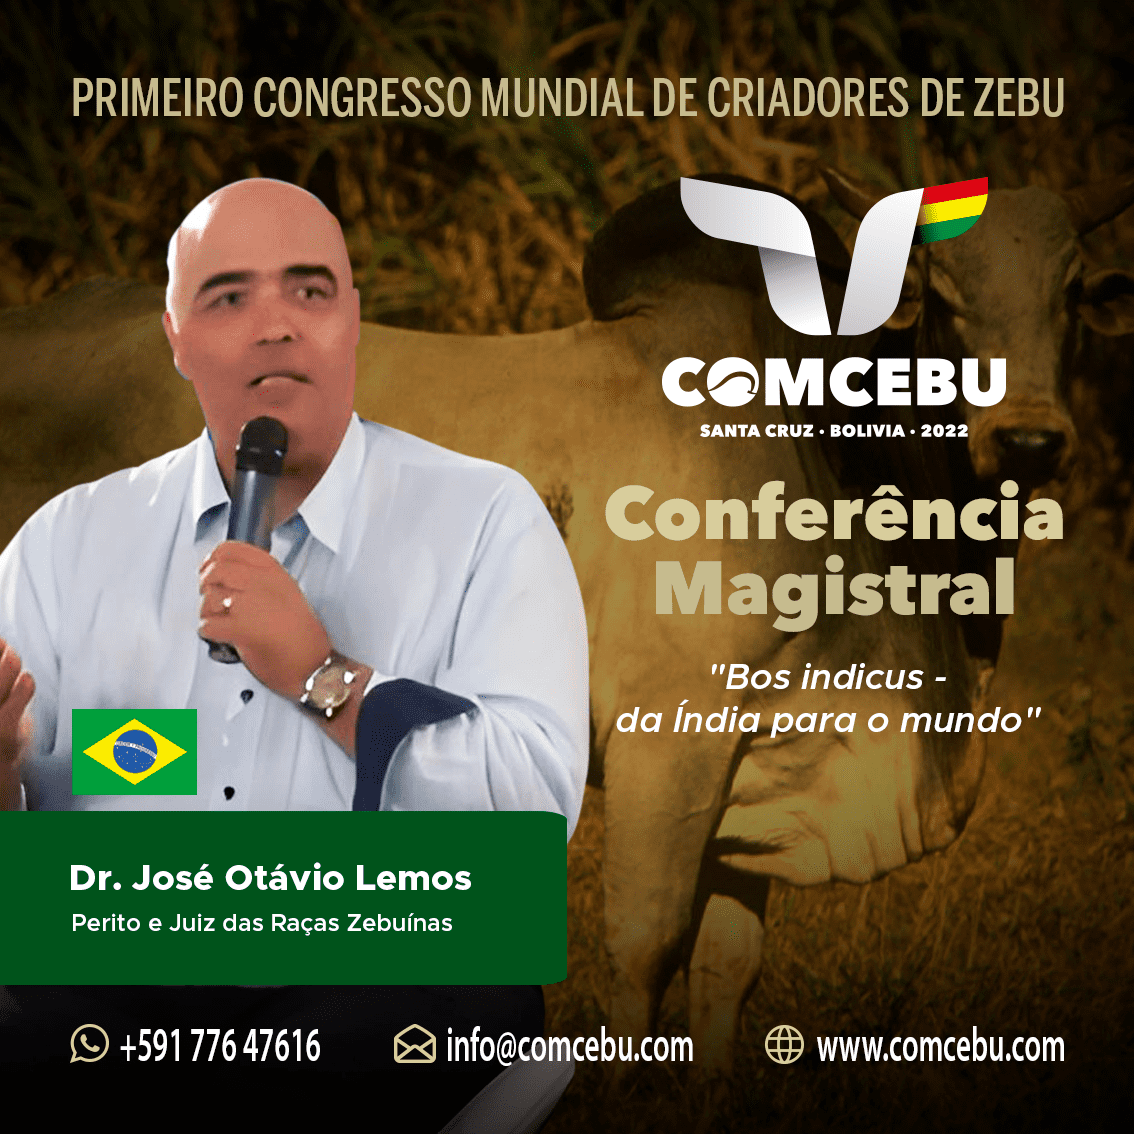 PRIMEIRO CONGRESSO MUNDIAL DE CRIADORES DE ZEBU
COMCEBU
SANTA CRUZ · BOLIVIA · 2022
Conferência
Magistral
"Bos indicus -
da Índia para o mundo"
Dr. José Otávio Lemos
Perito e Juiz das Raças Zebuínas
+591 776 47616
info@comcebu.com
www.comcebu.com